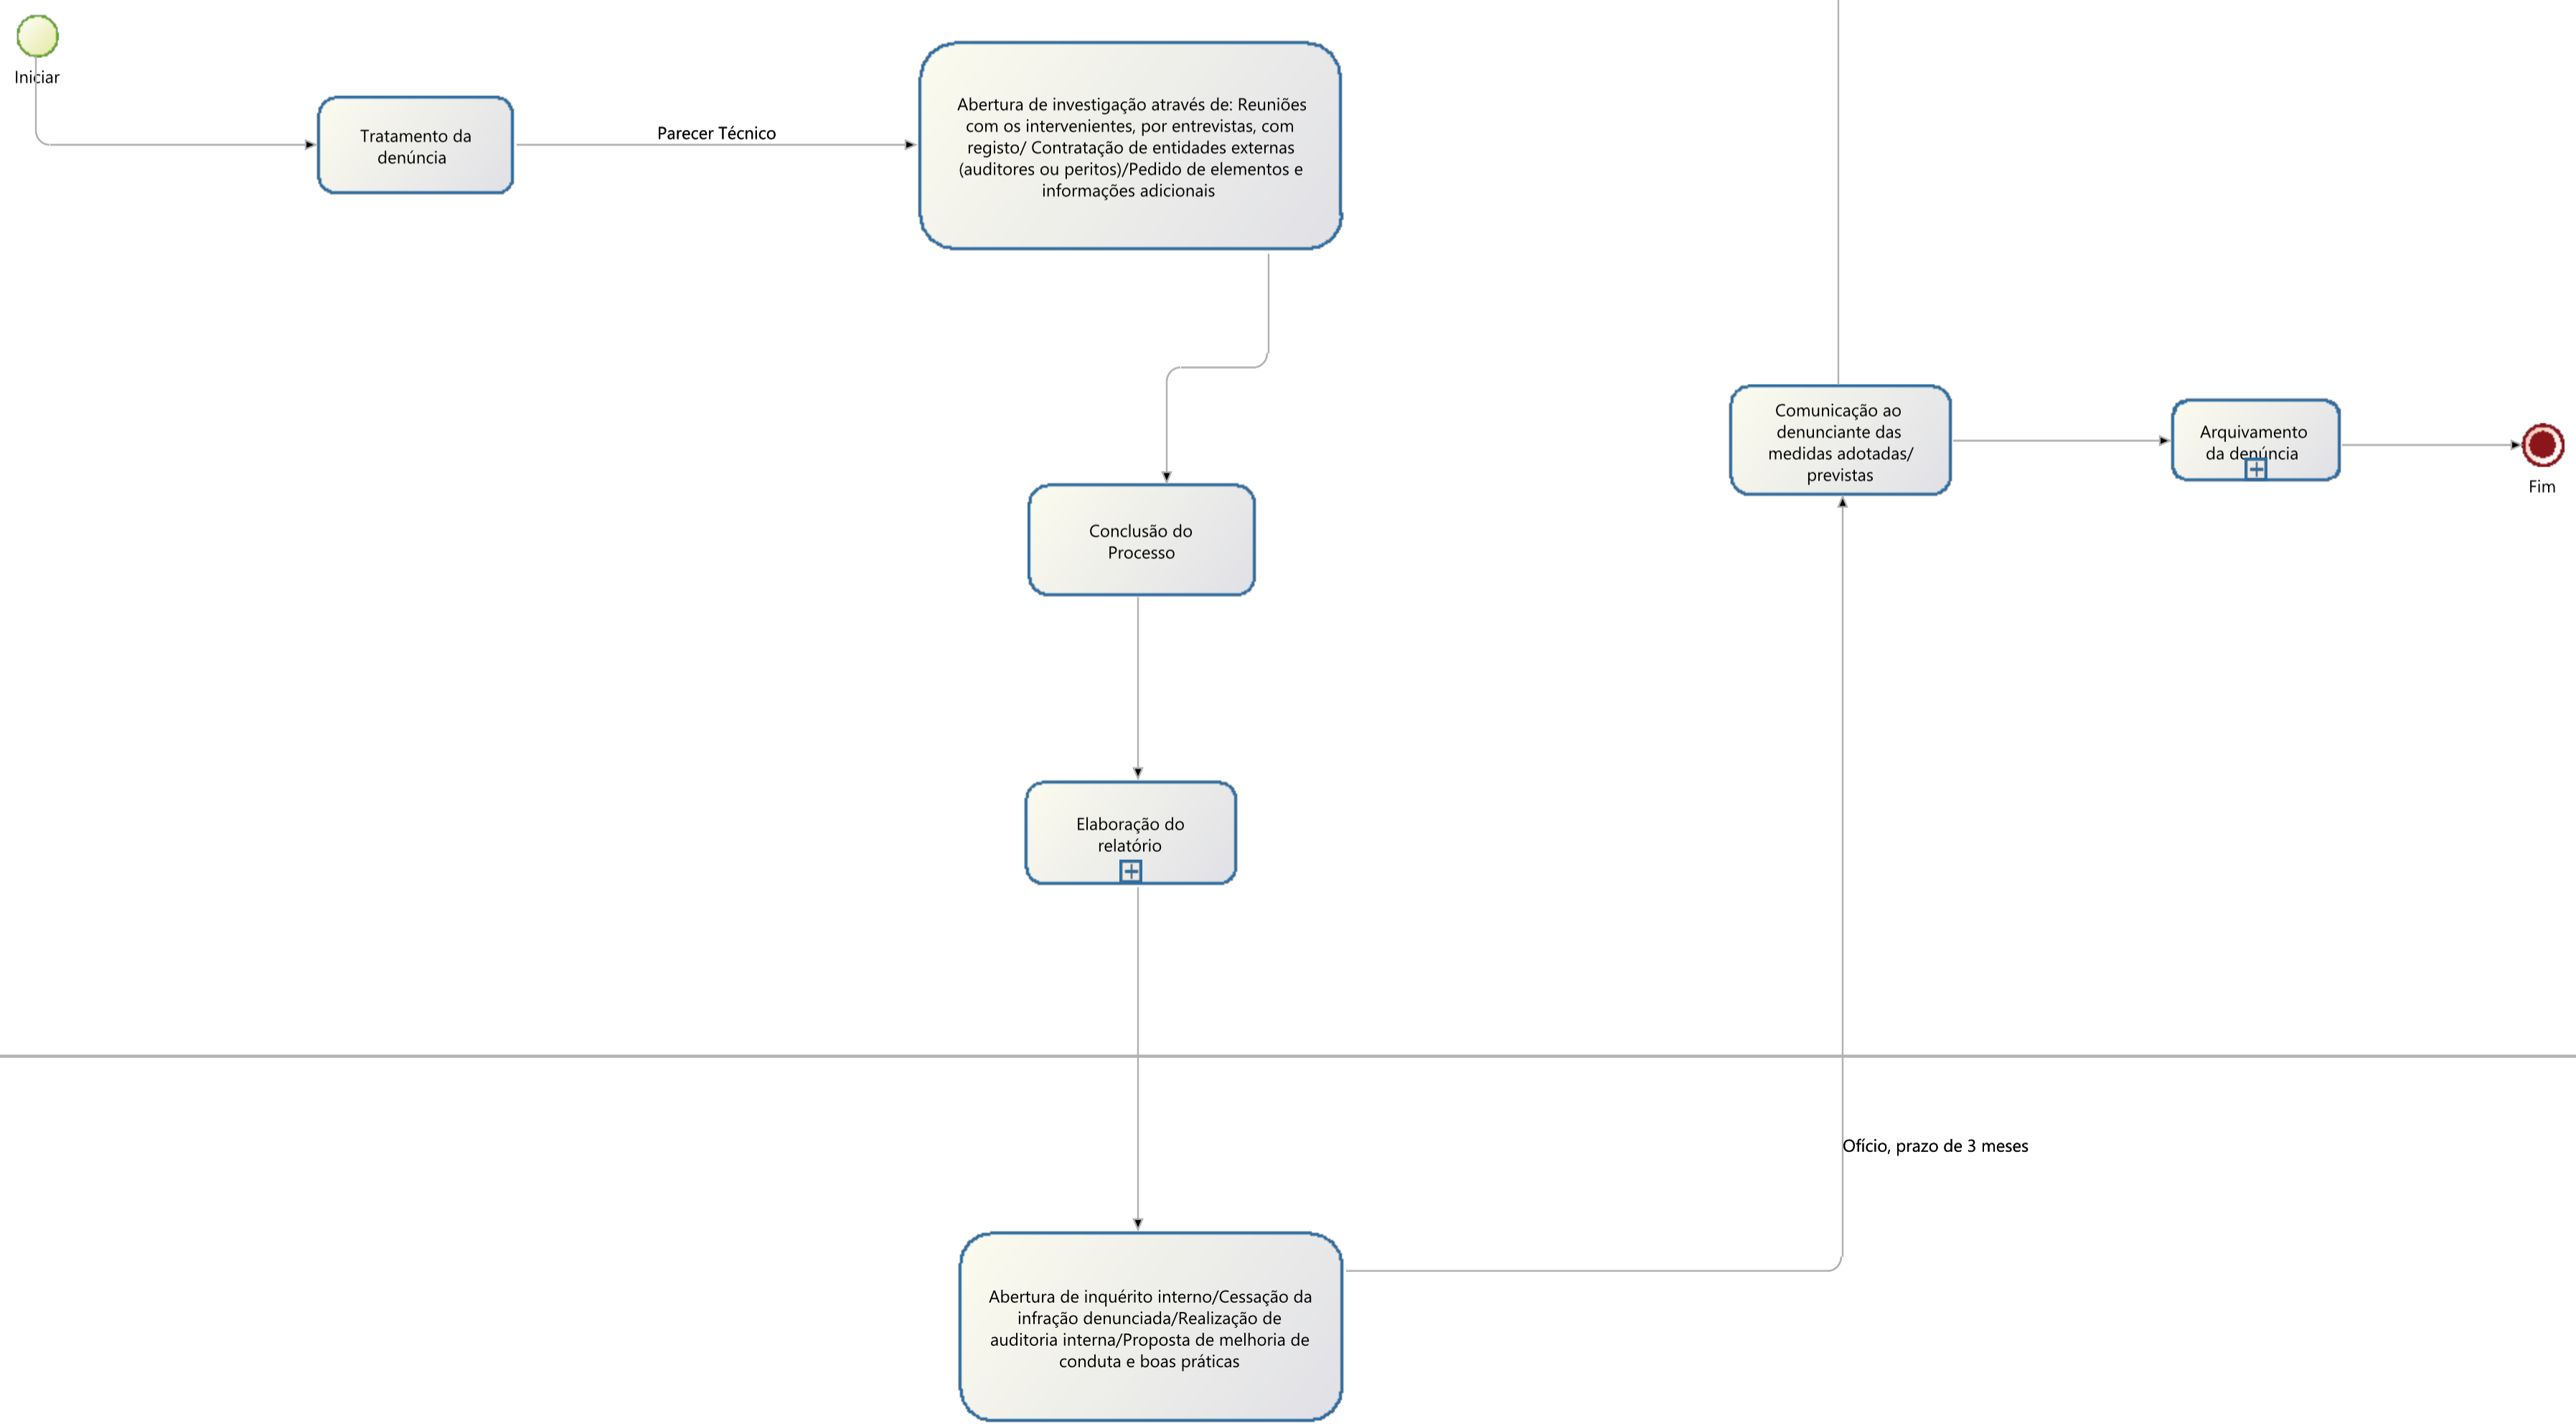 Iniciar
Tratamento da
denúncia
Parecer Técnico
Abertura de investigação através de: Reuniões
com os intervenientes, por entrevistas, com
registo/ Contratação de entidades externas
(auditores ou peritos)/Pedido de elementos e
informações adicionais
Conclusão do
Processo
Elaboração do
relatório
Abertura de inquérito interno/Cessação da
infração denunciada/Realização de
auditoria interna/Proposta de melhoria de
conduta e boas práticas
Ofício, prazo de 3 meses
Comunicação ao
denunciante das
medidas adotadas/
previstas
Arquivamento
da denúncia
Fim